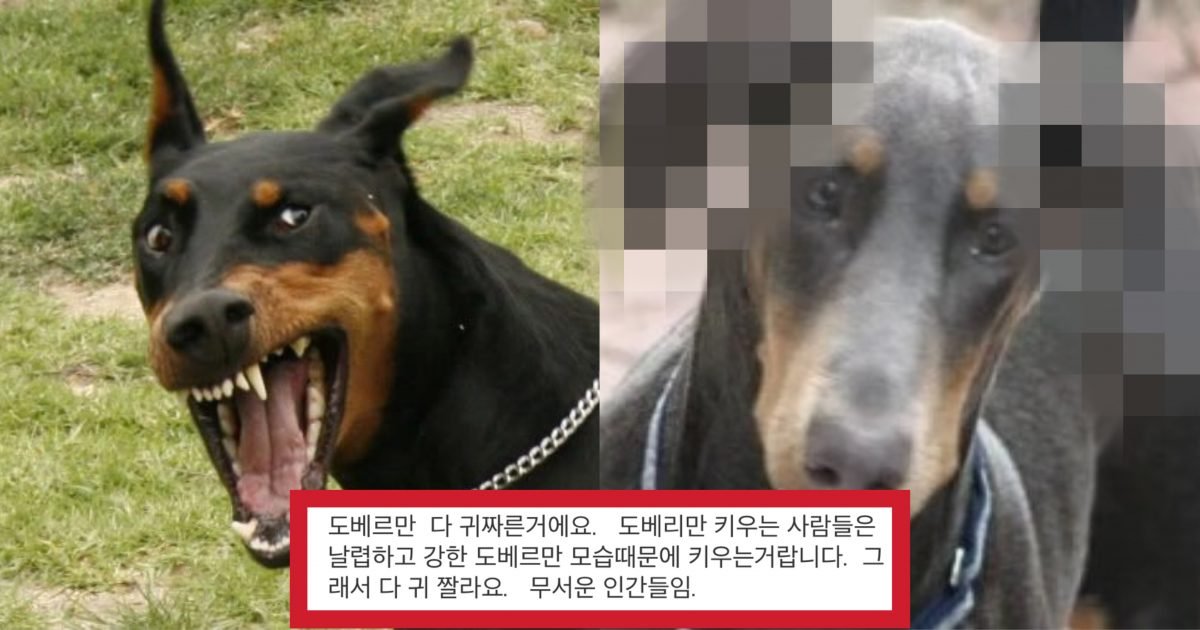 도베르만  다 귀짜른거에요.   도베리만 키우는 사람들은
날렵하고 강한 도베르만 모습때문에 키우는거랍니다.  그
래서 다 귀 짤라요.   무서운 인간들임.